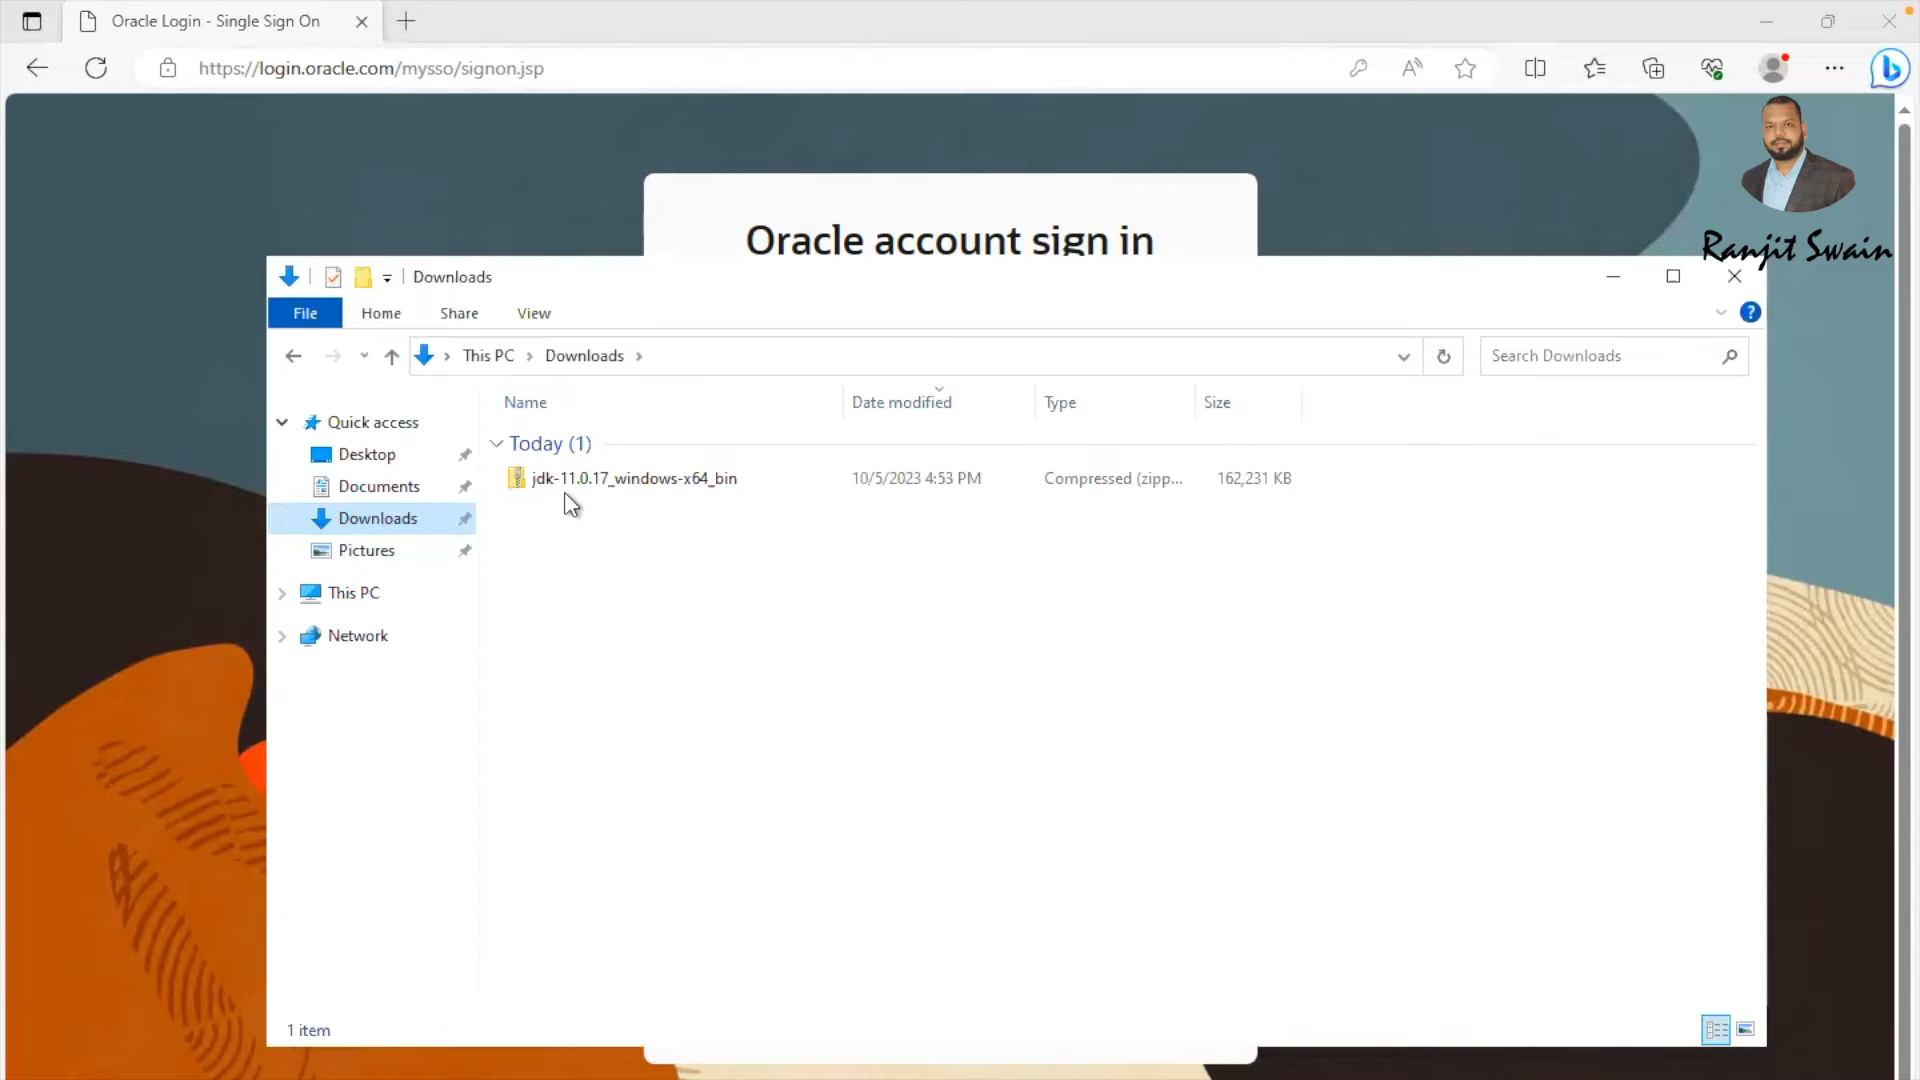 Oracle Login - Single Sign On
https://login.oracle.com/mysso/signon.jsp
Ranjit Swain
Oracle account sign in
Downloads
File Home Share View
This PC Downloads
Search Downloads
Name Date modified Type Size
Quick access
Desktop
Documents
Downloads
Pictures
This PC
Network
Today (1)
jdk-11.0.17_windows-x64_bin 10/5/2023 4:53 PM Compressed (zipp... 162,231 KB
1 item